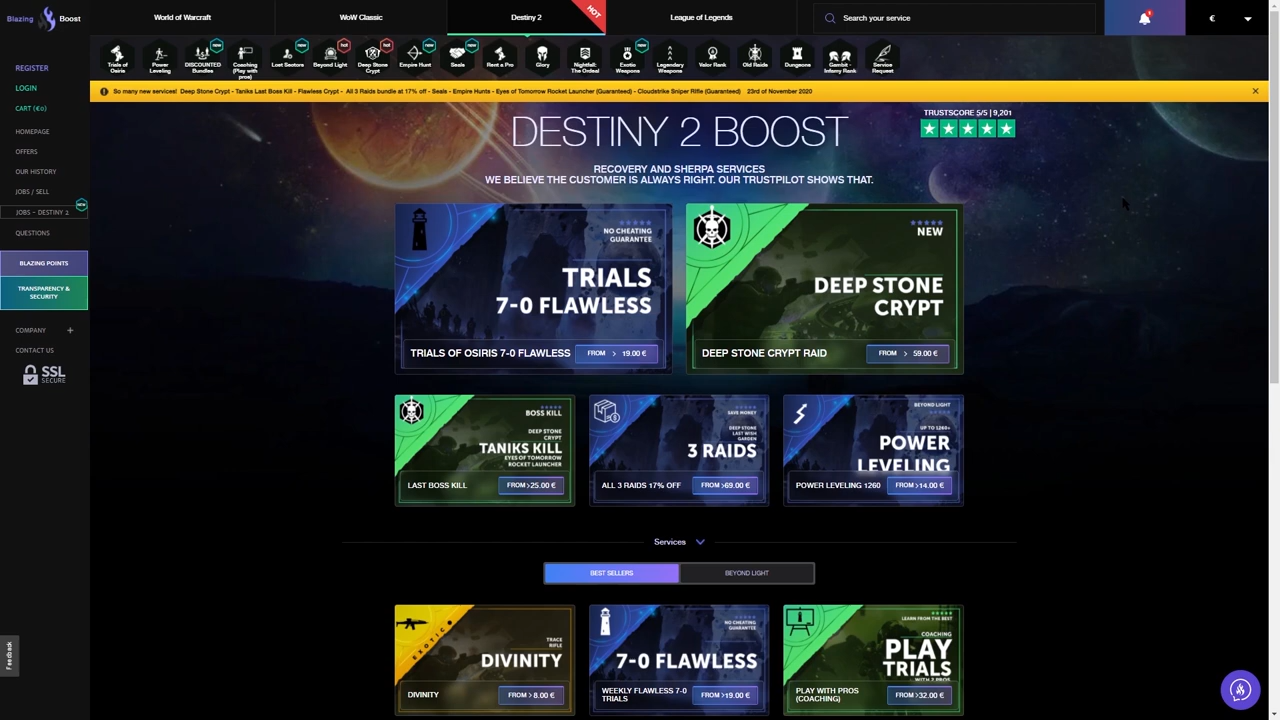 Blazing Boost
World of Warcraft
WoW Classic
Destiny 2
HOT
League of Legends
Search your service
€
REGISTER
LOGIN
CART (€0)
HOMEPAGE
OFFERS
OUR HISTORY
JOBS / SELL
JOBS - DESTINY 2
NEW
QUESTIONS
BLAZING POINTS
TRANSPARENCY &
SECURITY
COMPANY +
CONTACT US
SSL
SECURE
Feedback
Trials of
Osiris
Power
Leveling
new
DISCOUNTED
Bundles
Coaching
(Play with
pros)
new
Lost Sectors
hot
Beyond Light
hot
Deep Stone
Crypt
new
Empire Hunt
new
Seals
Rent a Pro
Glory
Nightfall:
The Ordeal
new
Exotic
Weapons
Legendary
Weapons
Valor Rank
Old Raids
Dungeons
Gambit -
Infamy Rank
Service
Request
So many new services! Deep Stone Crypt - Taniks Last Boss Kill - Flawless Crypt - All 3 Raids bundle at 17% off - Seals - Empire Hunts - Eyes of Tomorrow Rocket Launcher (Guaranteed) - Cloudstrike Sniper Rifle (Guaranteed) 23rd of November 2020
DESTINY 2 BOOST
TRUSTSCORE 5/5 | 9,201
RECOVERY AND SHERPA SERVICES
WE BELIEVE THE CUSTOMER IS ALWAYS RIGHT. OUR TRUSTPILOT SHOWS THAT.
NO CHEATING
GUARANTEE
TRIALS
7-0 FLAWLESS
TRIALS OF OSIRIS 7-0 FLAWLESS FROM > 19.00 €
NEW
DEEP STONE
CRYPT
DEEP STONE CRYPT RAID FROM > 59.00 €
BOSS KILL
DEEP STONE
CRYPT
TANIKS KILL
EYES OF TOMORROW
ROCKET LAUNCHER
LAST BOSS KILL FROM >25.00 €
SAVE MONEY
DEEP STONE
LAST WISH
GARDEN
3 RAIDS
ALL 3 RAIDS 17% OFF FROM >69.00 €
BEYOND LIGHT
UP TO 1260+
POWER
LEVELING
POWER LEVELING 1260 FROM >14.00 €
Services
BEST SELLERS
BEYOND LIGHT
EXOTIC
TRACE
RIFLE
DIVINITY
DIVINITY FROM > 8.00 €
NO CHEATING
GUARANTEE
7-0 FLAWLESS
WEEKLY FLAWLESS 7-0
TRIALS FROM >19.00 €
LEARN FROM THE BEST
COACHING
PLAY
TRIALS
WITH 2 PROS
PLAY WITH PROS
(COACHING) FROM >32.00 €